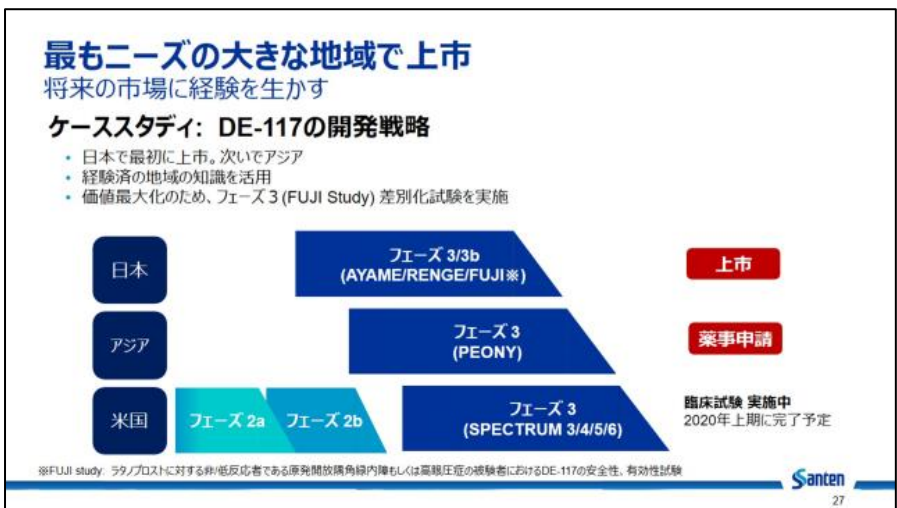 最もニーズの大きな地域で上市
将来の市場に経験を生かす
ケーススタディ: DE-117の開発戦略
• 日本で最初に上市。次いでアジア
• 経験済の地域の知識を活用
• 価値最大化のため、フェーズ3 (FUJI Study) 差別化試験を実施
日本
フェーズ 3/3b
(AYAME/RENGE/FUJI※)
上市
アジア
フェーズ 3
(PEONY)
薬事申請
米国
フェーズ 2a
フェーズ 2b
フェーズ 3
(SPECTRUM 3/4/5/6)
臨床試験 実施中
2020年上期に完了予定
※FUJI study: ラタノプロストに対する非/低反応者である原発開放隅角緑内障もしくは高眼圧症の被験者におけるDE-117の安全性、有効性試験
Santen
27